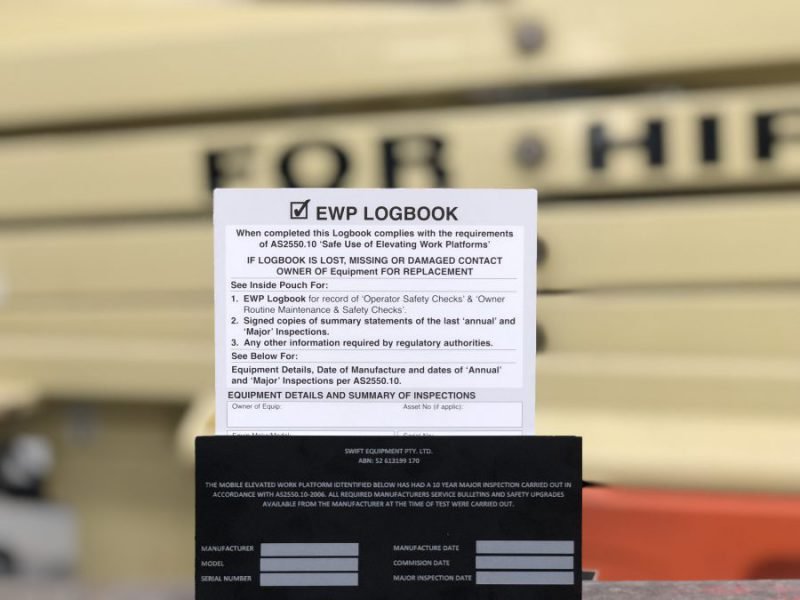 FOR HIR
EWP LOGBOOK
When completed this Logbook complies with the requirements
of AS2550.10 'Safe Use of Elevating Work Platforms'
IF LOGBOOK IS LOST, MISSING OR DAMAGED CONTACT
OWNER OF Equipment FOR REPLACEMENT
See Inside Pouch For:
1. EWP Logbook for record of 'Operator Safety Checks' & 'Owner
Routine Maintenance & Safety Checks'.
2. Signed copies of summary statements of the last 'annual' and
'Major' Inspections.
3. Any other information required by regulatory authorities.
See Below For:
Equipment Details, Date of Manufacture and dates of 'Annual'
and 'Major' Inspections per AS2550.10.
EQUIPMENT DETAILS AND SUMMARY OF INSPECTIONS
Owner of Equip: Asset No (if applic):
Equip Make/Model: Serial No:
SWIFT EQUIPMENT PTY. LTD.
ABN: 52 613199 170
THE MOBILE ELEVATED WORK PLATFORM IDTENTIFIED BELOW HAS HAD A 10 YEAR MAJOR INSPECTION CARRIED OUT IN
ACCORDANCE WITH AS2550.10-2006. ALL REQUIRED MANUFACTURERS SERVICE BULLETINS AND SAFETY UPGRADES
AVAILABLE FROM THE MANUFACTURER AT THE TIME OF TEST WERE CARRIED OUT.
MANUFACTURER MANUFACTURE DATE
MODEL COMMISION DATE
SERIAL NUMBER MAJOR INSPECTION DATE